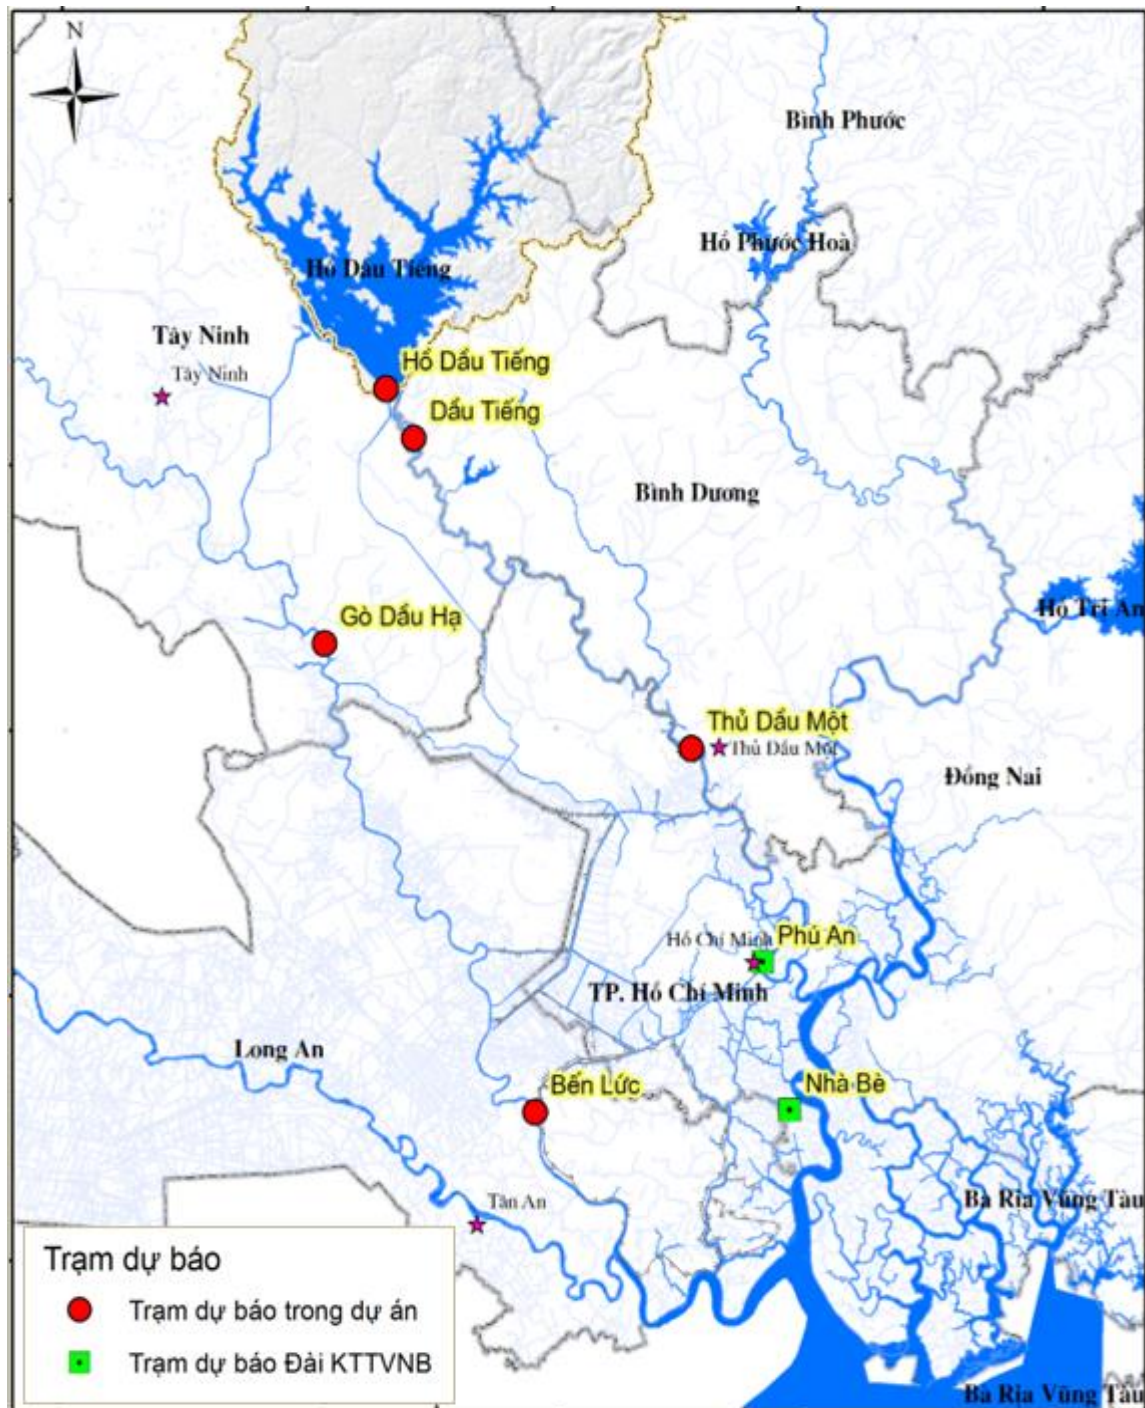 N
Bình Phước
Hồ Phước Hoà
Hồ Dầu Tiếng
Tây Ninh
Tây Ninh
Hồ Dầu Tiếng
Dầu Tiếng
Bình Dương
Hồ Trị An
Gò Dầu Hạ
Thủ Dầu Một
Thủ Dầu Một
Đồng Nai
Hồ Chí Minh
Phú An
TP. Hồ Chí Minh
Long An
Bến Lức
Nhà Bè
Tân An
Bà Rịa Vũng Tàu
Trạm dự báo
Trạm dự báo trong dự án
Trạm dự báo Đài KTTVNB
Bà Rịa Vũng Tàu